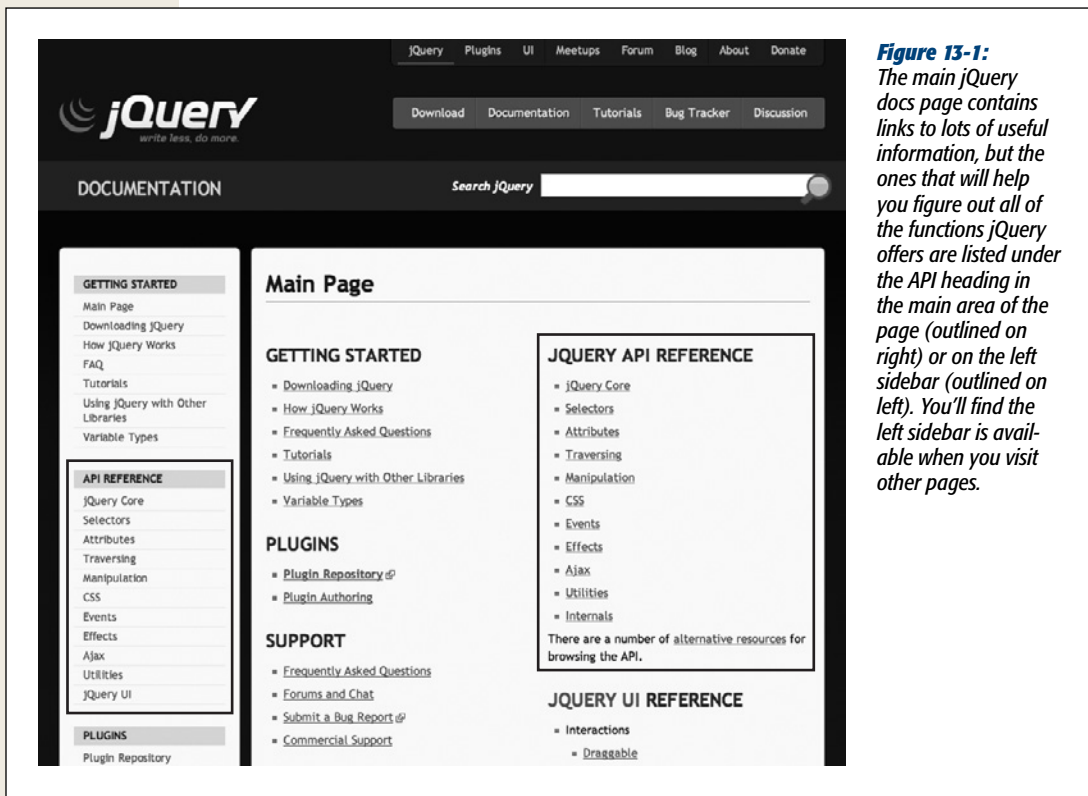 jQuery Plugins UI Meetups Forum Blog About Donate
jQuery
write less, do more.
Download Documentation Tutorials Bug Tracker Discussion
DOCUMENTATION
Search jQuery
GETTING STARTED
Main Page
Downloading jQuery
How jQuery Works
FAQ
Tutorials
Using jQuery with Other
Libraries
Variable Types
API REFERENCE
jQuery Core
Selectors
Attributes
Traversing
Manipulation
CSS
Events
Effects
Ajax
Utilities
jQuery UI
PLUGINS
Plugin Repository
Main Page
GETTING STARTED
Downloading jQuery
How jQuery Works
Frequently Asked Questions
Tutorials
Using jQuery with Other Libraries
Variable Types
PLUGINS
Plugin Repository
Plugin Authoring
SUPPORT
Frequently Asked Questions
Forums and Chat
Submit a Bug Report
Commercial Support
JQUERY API REFERENCE
jQuery Core
Selectors
Attributes
Traversing
Manipulation
CSS
Events
Effects
Ajax
Utilities
Internals
There are a number of alternative resources for
browsing the API.
JQUERY UI REFERENCE
Interactions
Draggable
Figure 13-1:
The main jQuery
docs page contains
links to lots of useful
information, but the
ones that will help
you figure out all of
the functions jQuery
offers are listed under
the API heading in
the main area of the
page (outlined on
right) or on the left
sidebar (outlined on
left). You'll find the
left sidebar is avail-
able when you visit
other pages.